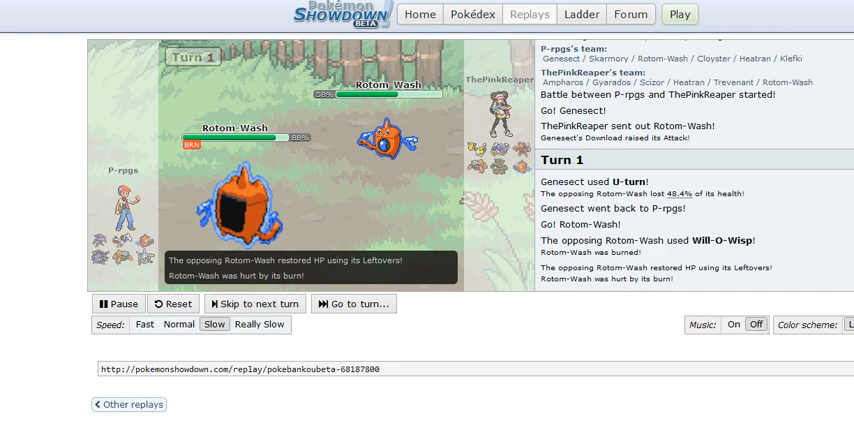 Pokémon
SHOWDOWN!
BETA
Home
Pokédex
Replays
Ladder
Forum
Play
Turn 1
Rotom-Wash
58%
Rotom-Wash
88%
BRN
P-rpgs
ThePinkReaper
The opposing Rotom-Wash restored HP using its Leftovers!
Rotom-Wash was hurt by its burn!
P-rpgs's team:
Genesect / Skarmory / Rotom-Wash / Cloyster / Heatran / Klefki
ThePinkReaper's team:
Ampharos / Gyarados / Scizor / Heatran / Trevenant / Rotom-Wash
Battle between P-rpgs and ThePinkReaper started!
Go! Genesect!
ThePinkReaper sent out Rotom-Wash!
Genesect's Download raised its Attack!
Turn 1
Genesect used U-turn!
The opposing Rotom-Wash lost 48.4% of its health!
Genesect went back to P-rpgs!
Go! Rotom-Wash!
The opposing Rotom-Wash used Will-O-Wisp!
Rotom-Wash was burned!
The opposing Rotom-Wash restored HP using its Leftovers!
Rotom-Wash was hurt by its burn!
Pause
Reset
Skip to next turn
Go to turn...
Speed: Fast Normal Slow Really Slow
Music: On Off
Color scheme: L
http://pokemonshowdown.com/replay/pokebankoubeta-68187800
Other replays